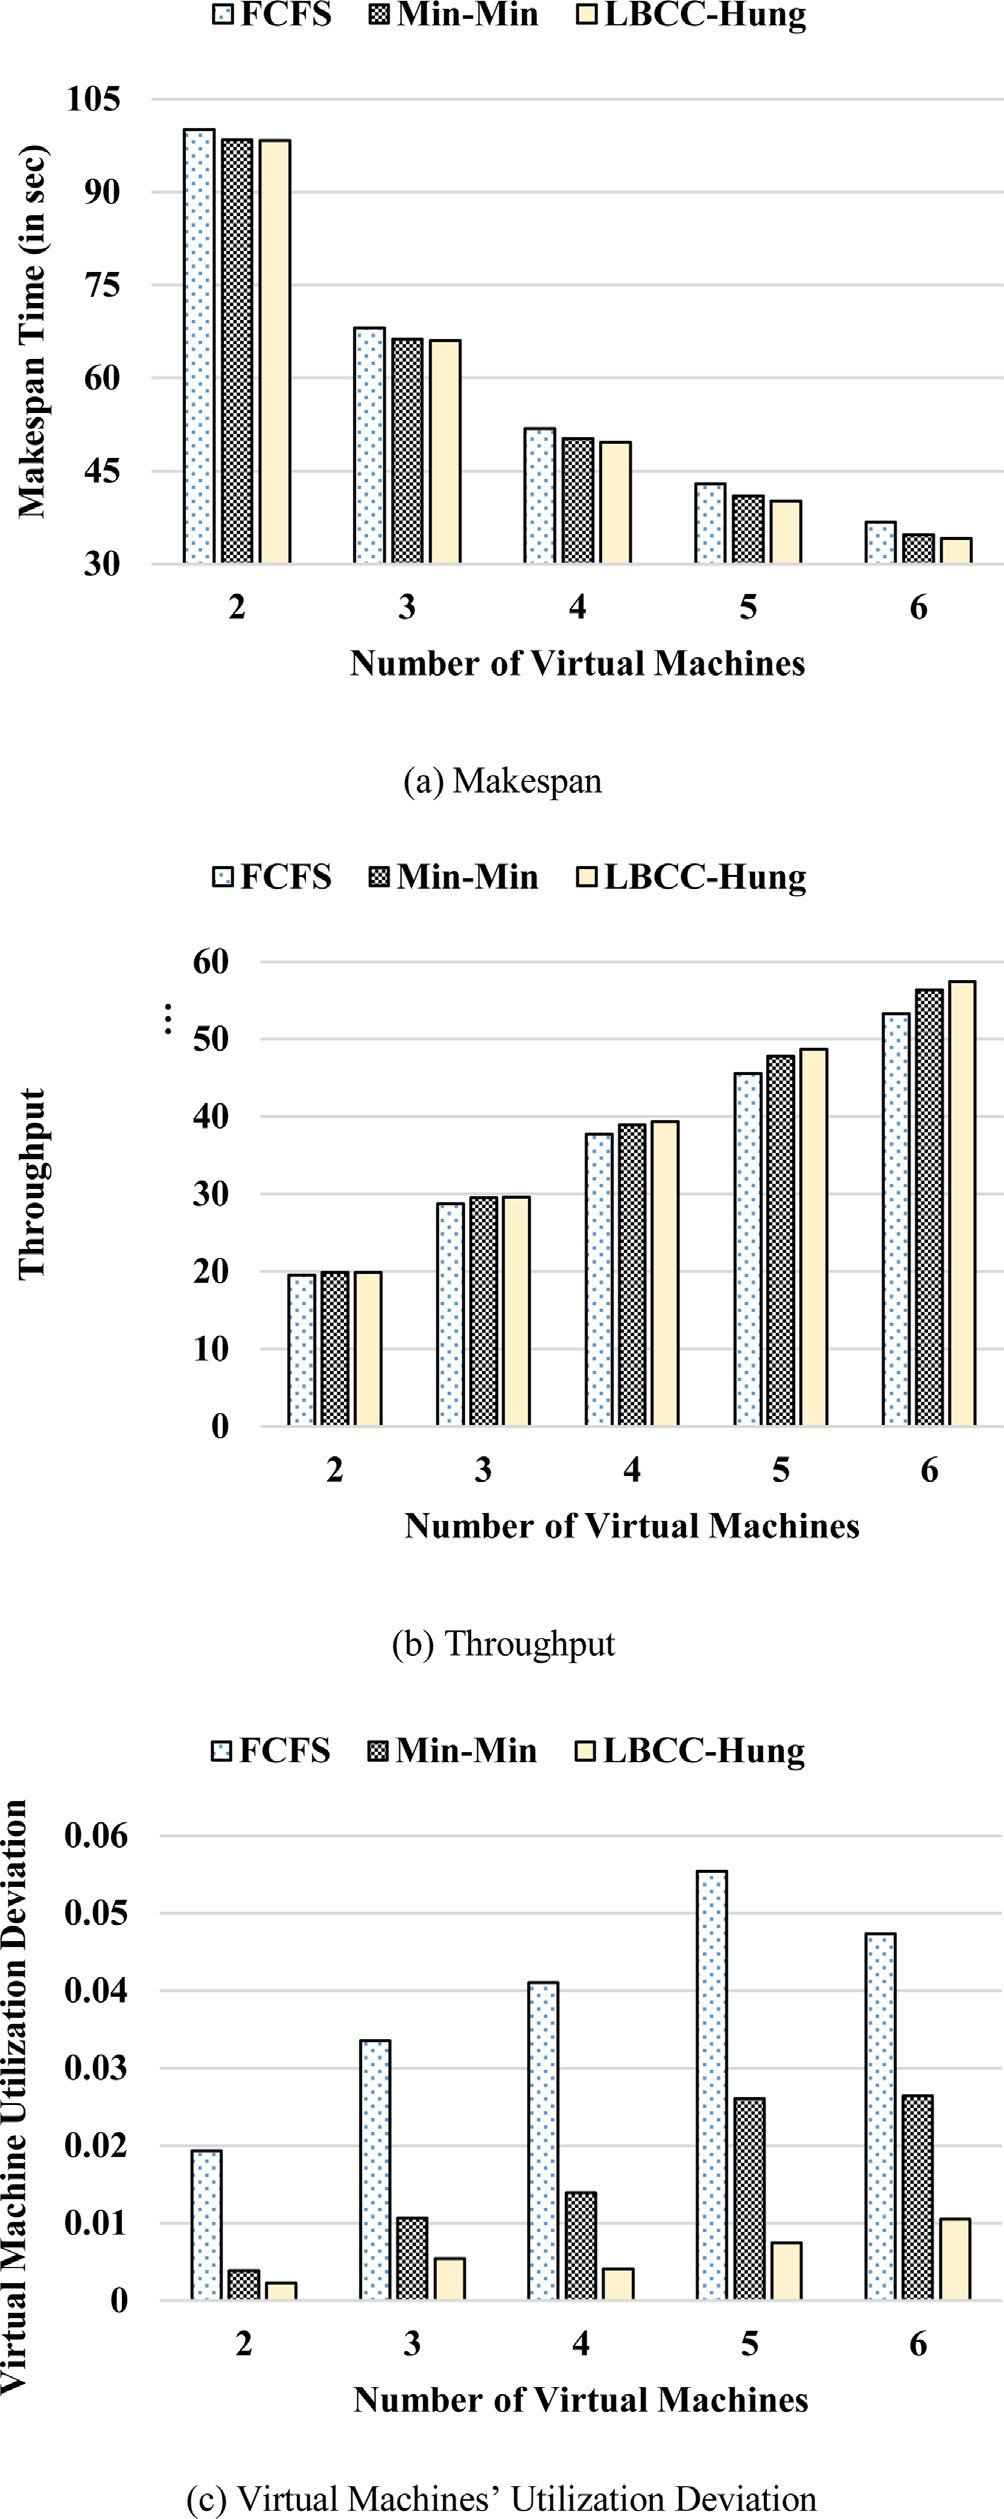 FCFS Min-Min LBCC-Hung
Makespan Time (in sec)
105
90
75
60
45
30
2 3 4 5 6
Number of Virtual Machines
(a) Makespan
FCFS Min-Min LBCC-Hung
Throughput
...
60
50
40
30
20
10
0
2 3 4 5 6
Number of Virtual Machines
(b) Throughput
FCFS Min-Min LBCC-Hung
Virtual Machine Utilization Deviation
0.06
0.05
0.04
0.03
0.02
0.01
0
2 3 4 5 6
Number of Virtual Machines
(c) Virtual Machines’ Utilization Deviation